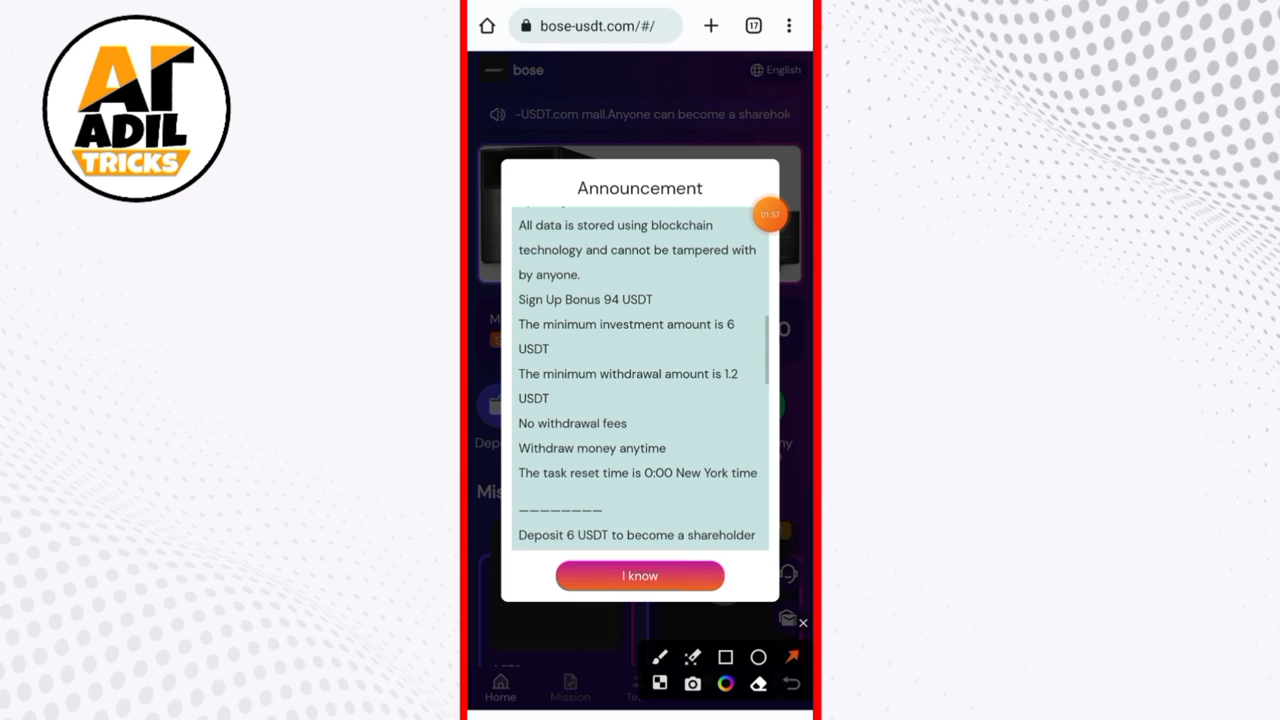 AT
ADIL
TRICKS
bose-usdt.com/#/
17
bose
English
-USDT.com mall.Anyone can become a sharehol
Announcement
01:57
All data is stored using blockchain
technology and cannot be tampered with
by anyone.
Sign Up Bonus 94 USDT
The minimum investment amount is 6
USDT
The minimum withdrawal amount is 1.2
USDT
No withdrawal fees
Withdraw money anytime
The task reset time is 0:00 New York time
————————
Deposit 6 USDT to become a shareholder
I know
Home
Mission